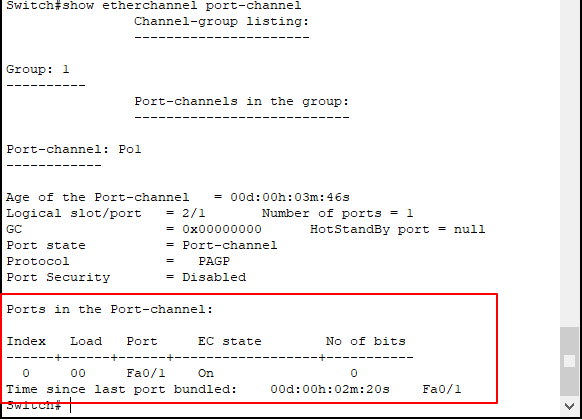 Switch#show etherchannel port-channel
Channel-group listing:
----------------------
Group: 1
----------
Port-channels in the group:
---------------------------
Port-channel: Po1
------------
Age of the Port-channel   = 00d:00h:03m:46s
Logical slot/port   = 2/1       Number of ports = 1
GC                  = 0x00000000      HotStandBy port = null
Port state          = Port-channel
Protocol            =   PAGP
Port Security       = Disabled
Ports in the Port-channel:
Index   Load   Port     EC state        No of bits
------+------+------+------------------+-----------
  0     00     Fa0/1    On                 0
Time since last port bundled:    00d:00h:02m:20s    Fa0/1
Switch#